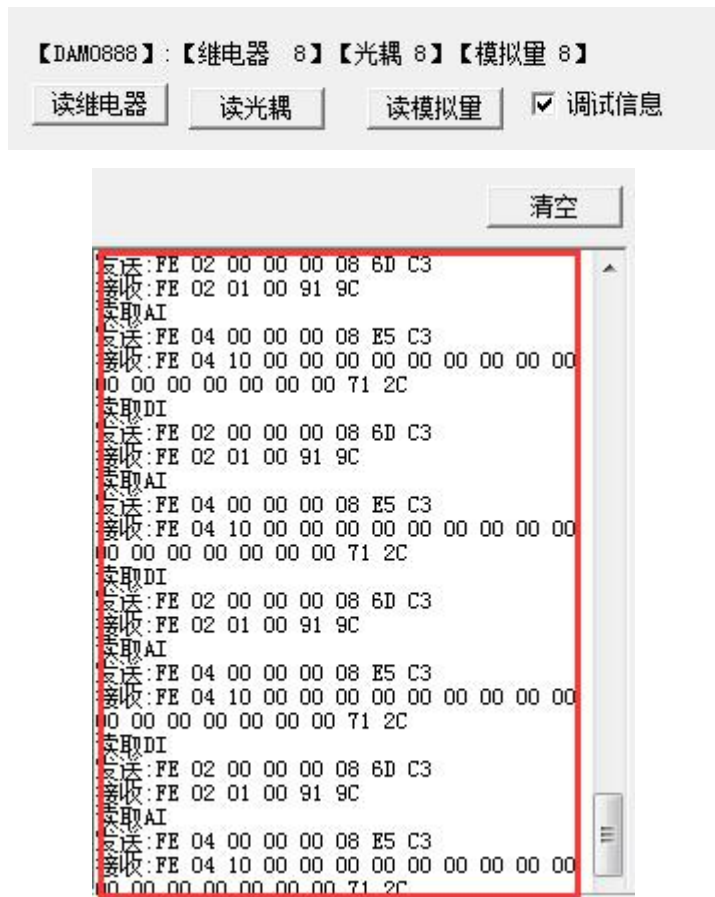 【DAM0888】:【继电器 8】【光耦 8】【模拟量 8】
读继电器 读光耦 读模拟量 调试信息
清空
发送:FE 02 00 00 00 08 6D C3
接收:FE 02 01 00 91 9C
读取AI
发送:FE 04 00 00 00 08 E5 C3
接收:FE 04 10 00 00 00 00 00 00 00 00 00
00 00 00 00 00 00 00 71 2C
读取DI
发送:FE 02 00 00 00 08 6D C3
接收:FE 02 01 00 91 9C
读取AI
发送:FE 04 00 00 00 08 E5 C3
接收:FE 04 10 00 00 00 00 00 00 00 00 00
00 00 00 00 00 00 00 71 2C
读取DI
发送:FE 02 00 00 00 08 6D C3
接收:FE 02 01 00 91 9C
读取AI
发送:FE 04 00 00 00 08 E5 C3
接收:FE 04 10 00 00 00 00 00 00 00 00 00
00 00 00 00 00 00 00 71 2C
读取DI
发送:FE 02 00 00 00 08 6D C3
接收:FE 02 01 00 91 9C
读取AI
发送:FE 04 00 00 00 08 E5 C3
接收:FE 04 10 00 00 00 00 00 00 00 00 00
00 00 00 00 00 00 00 71 2C